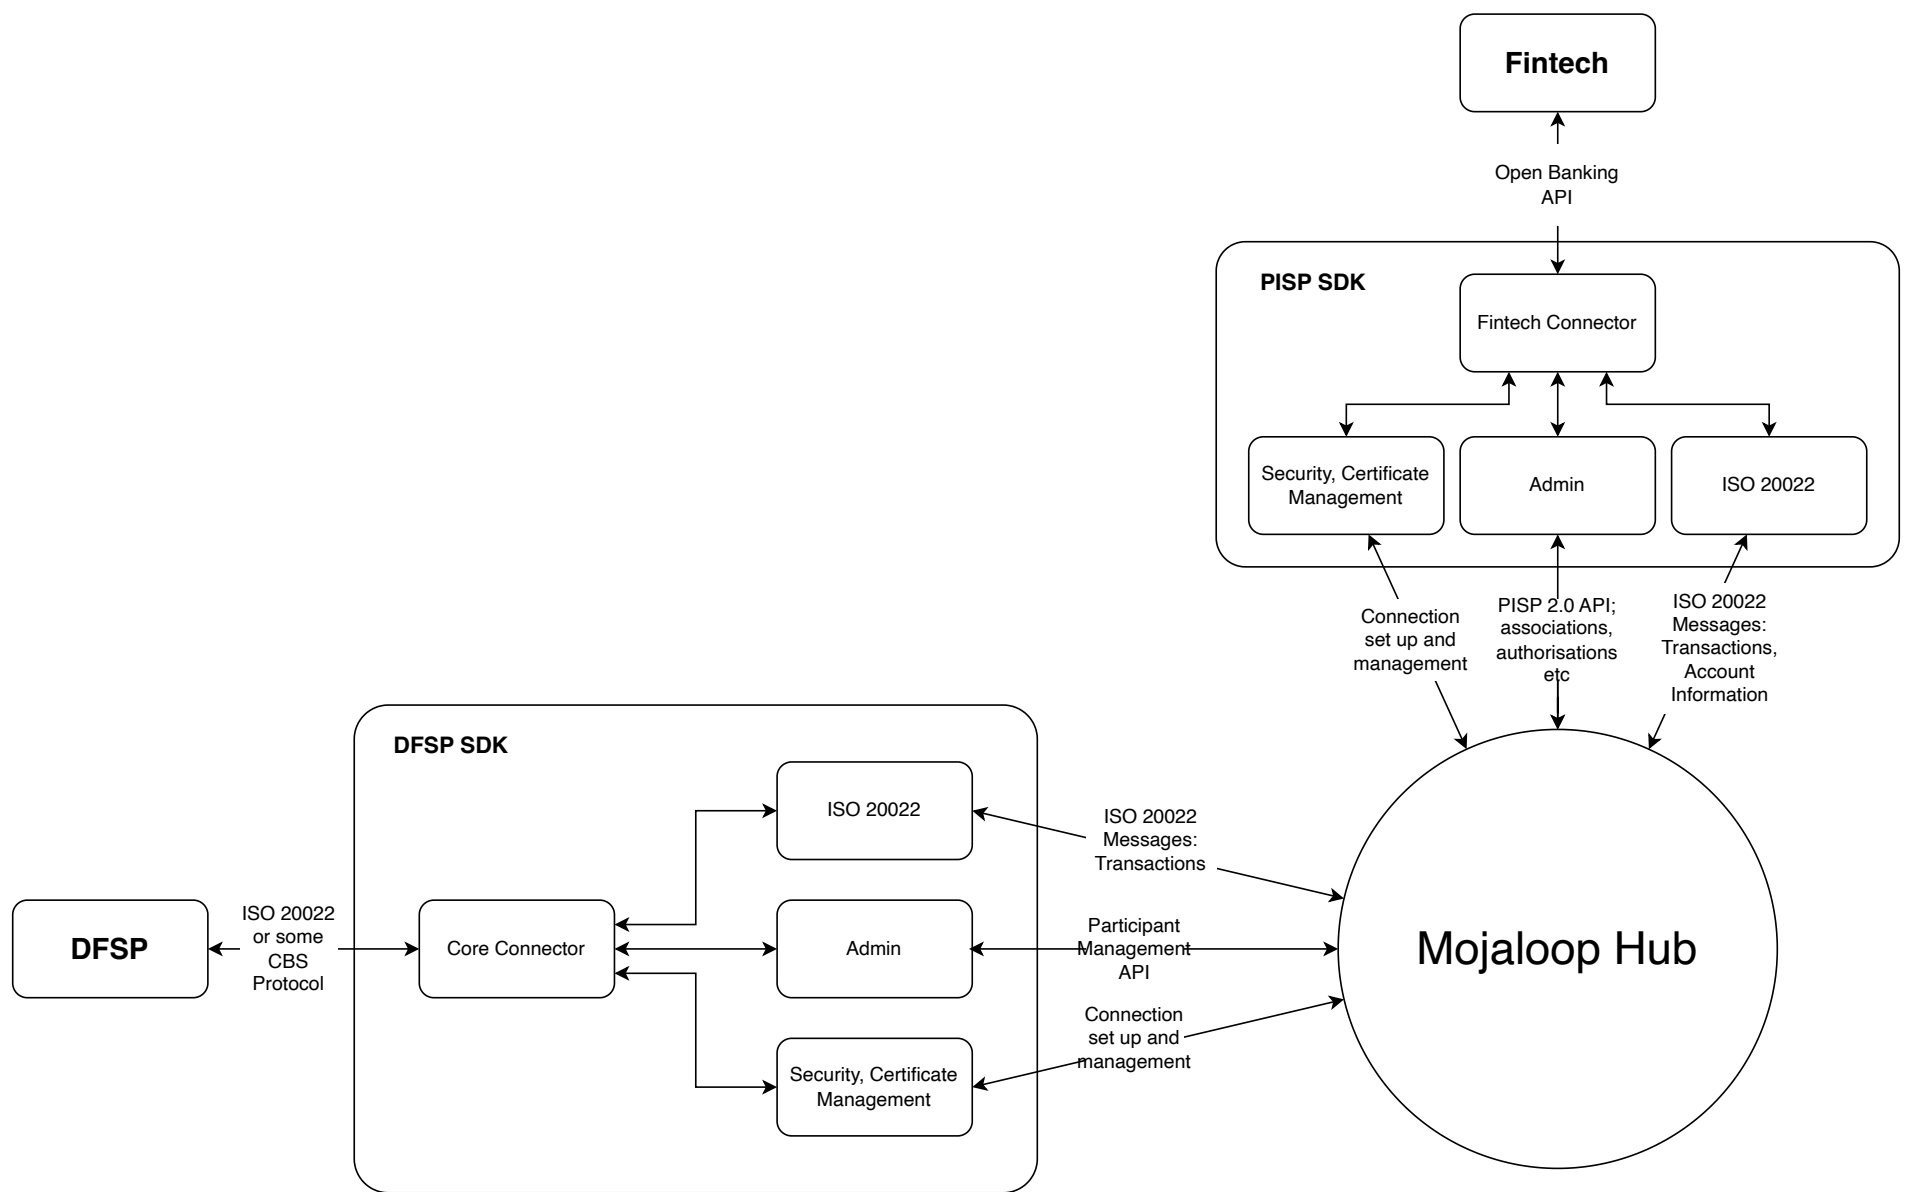 Fintech
Open Banking
API
PISP SDK
Fintech Connector
Security, Certificate
Management
Admin
ISO 20022
Connection
set up and
management
PISP 2.0 API;
associations,
authorisations
etc
ISO 20022
Messages:
Transactions,
Account
Information
DFSP SDK
ISO 20022
ISO 20022
Messages:
Transactions
DFSP
ISO 20022
or some
CBS
Protocol
Core Connector
Admin
Participant
Management
API
Mojaloop Hub
Security, Certificate
Management
Connection
set up and
management